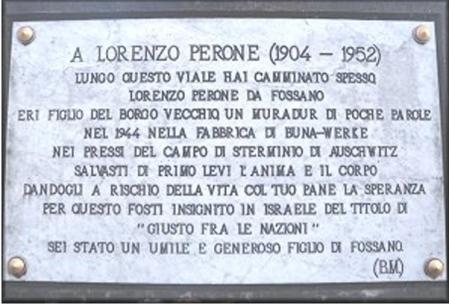 A LORENZO PERONE (1904 - 1952)
LUNGO QUESTO VIALE HAI CAMMINATO SPESSO,
LORENZO PERONE DA FOSSANO
ERI FIGLIO DEL BORGO VECCHIO, UN MURADUR DI POCHE PAROLE
NEL 1944 NELLA FABBRICA DI BUNA-WERKE
NEI PRESSI DEL CAMPO DI STERMINIO DI AUSCHWITZ
SALVASTI DI PRIMO LEVI L'ANIMA E IL CORPO
DANDOGLI A RISCHIO DELLA VITA COL TUO PANE LA SPERANZA
PER QUESTO FOSTI INSIGNITO IN ISRAELE DEL TITOLO DI
"GIUSTO FRA LE NAZIONI"
SEI STATO UN UMILE E GENEROSO FIGLIO DI FOSSANO.
(B.M.)